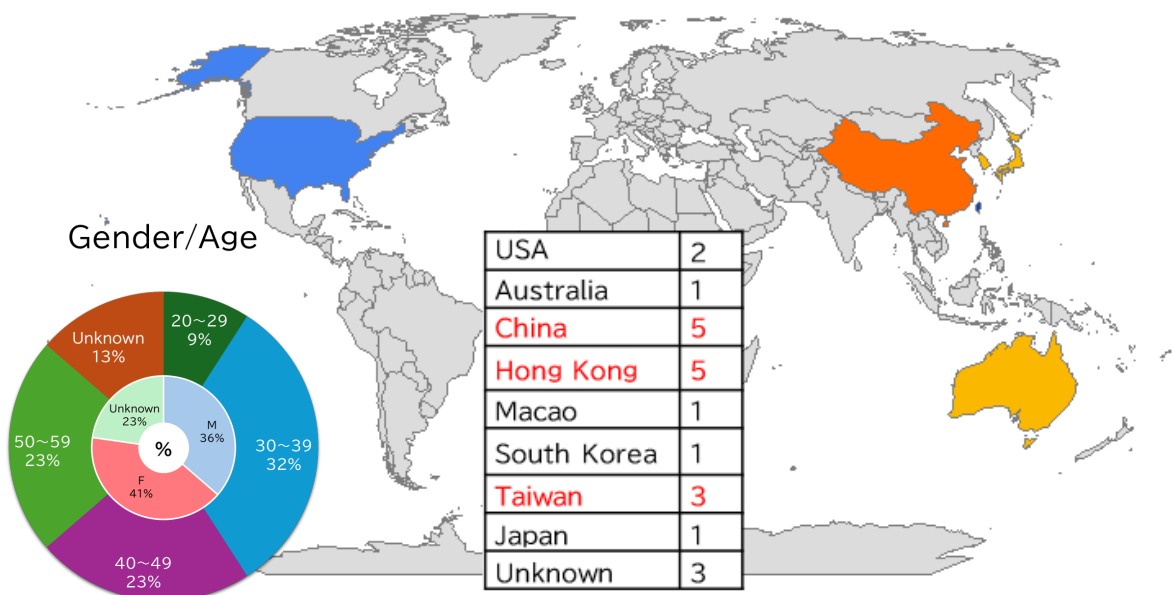 Gender/Age
Unknown
13%
20~29
9%
30~39
32%
40~49
23%
50~59
23%
Unknown
23%
M
36%
F
41%
%
USA 2
Australia 1
China 5
Hong Kong 5
Macao 1
South Korea 1
Taiwan 3
Japan 1
Unknown 3